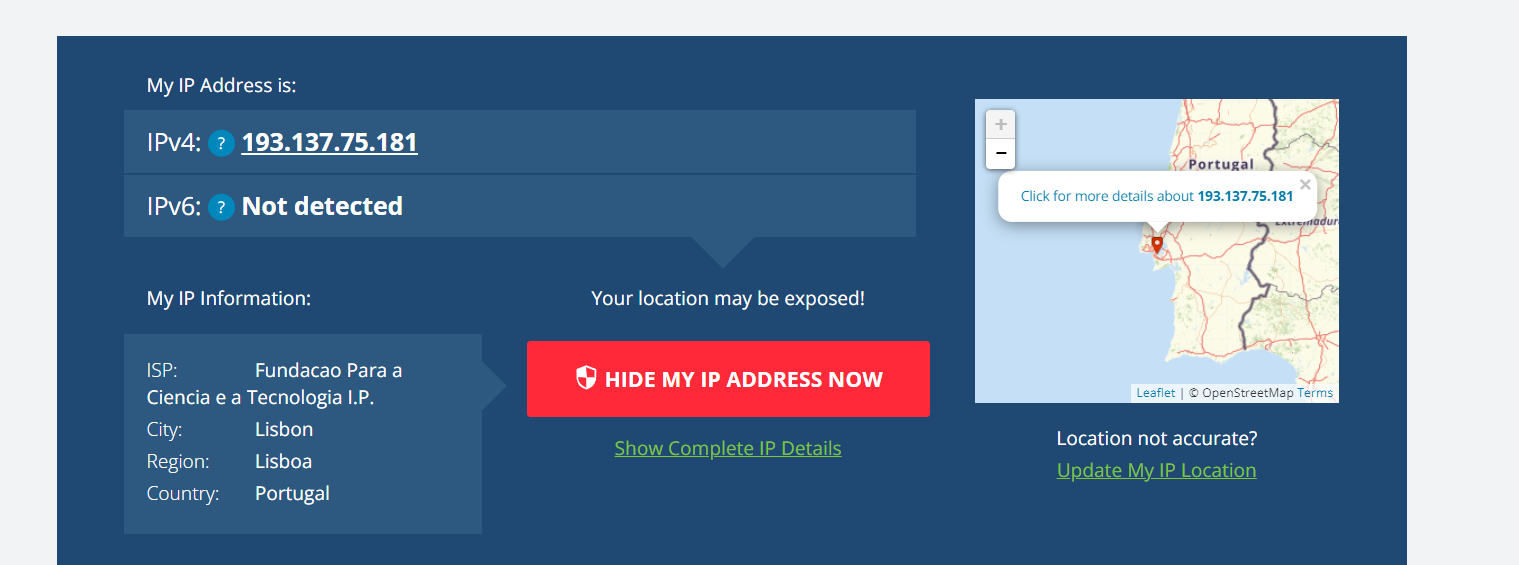 My IP Address is:
IPv4: ? 193.137.75.181
IPv6: ? Not detected
My IP Information:
ISP: Fundacao Para a
Ciencia e a Tecnologia I.P.
City: Lisbon
Region: Lisboa
Country: Portugal
Your location may be exposed!
HIDE MY IP ADDRESS NOW
Show Complete IP Details
+
−
Portugal
Click for more details about 193.137.75.181
×
Extremadur
Leaflet | © OpenStreetMap Terms
Location not accurate?
Update My IP Location